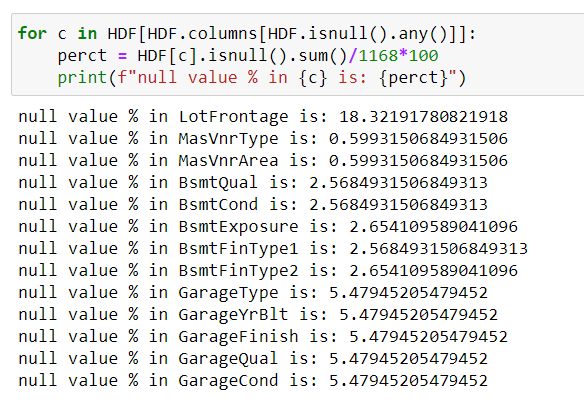 for c in HDF[HDF.columns[HDF.isnull().any()]]:
    perct = HDF[c].isnull().sum()/1168*100
    print(f"null value % in {c} is: {perct}")
null value % in LotFrontage is: 18.32191780821918
null value % in MasVnrType is: 0.5993150684931506
null value % in MasVnrArea is: 0.5993150684931506
null value % in BsmtQual is: 2.5684931506849313
null value % in BsmtCond is: 2.5684931506849313
null value % in BsmtExposure is: 2.654109589041096
null value % in BsmtFinType1 is: 2.5684931506849313
null value % in BsmtFinType2 is: 2.654109589041096
null value % in GarageType is: 5.47945205479452
null value % in GarageYrBlt is: 5.47945205479452
null value % in GarageFinish is: 5.47945205479452
null value % in GarageQual is: 5.47945205479452
null value % in GarageCond is: 5.47945205479452